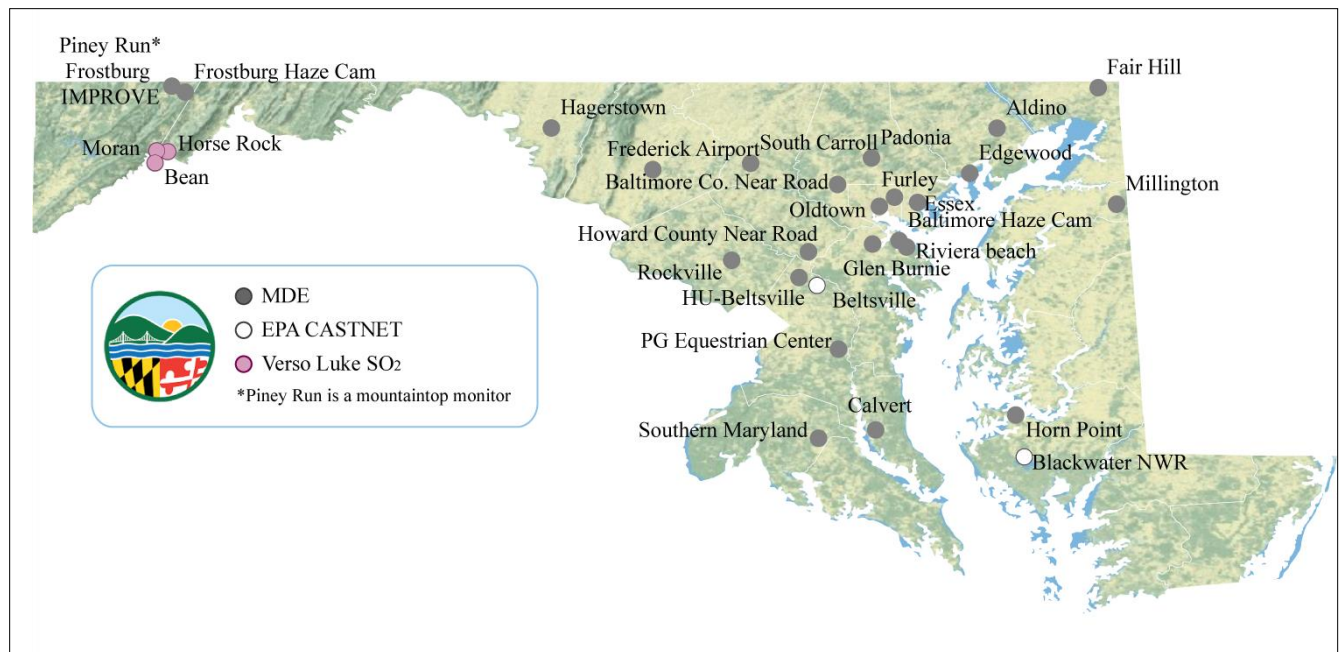 Piney Run*
Frostburg
IMPROVE
Frostburg Haze Cam
Fair Hill
Hagerstown
Aldino
Moran
Horse Rock
Bean
Frederick Airport
South Carroll
Padonia
Edgewood
Baltimore Co. Near Road
Furley
Millington
Oldtown
Essex
Baltimore Haze Cam
Howard County Near Road
Riviera beach
Rockville
Glen Burnie
HU-Beltsville
Beltsville
MDE
EPA CASTNET
Verso Luke SO2
*Piney Run is a mountaintop monitor
PG Equestrian Center
Calvert
Southern Maryland
Horn Point
Blackwater NWR